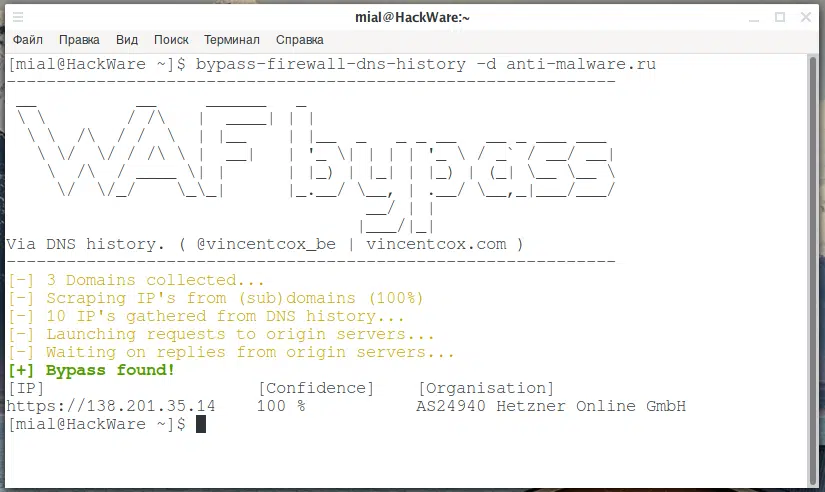 mial@HackWare:~
Файл Правка Вид Поиск Терминал Справка
[mial@HackWare ~]$ bypass-firewall-dns-history -d anti-malware.ru
WAF bypass
Via DNS history. ( @vincentcox_be | vincentcox.com )
[-] 3 Domains collected...
[-] Scraping IP's from (sub)domains (100%)
[-] 10 IP's gathered from DNS history...
[-] Launching requests to origin servers...
[-] Waiting on replies from origin servers...
[+] Bypass found!
[IP] [Confidence] [Organisation]
https://138.201.35.14 100 % AS24940 Hetzner Online GmbH
[mial@HackWare ~]$